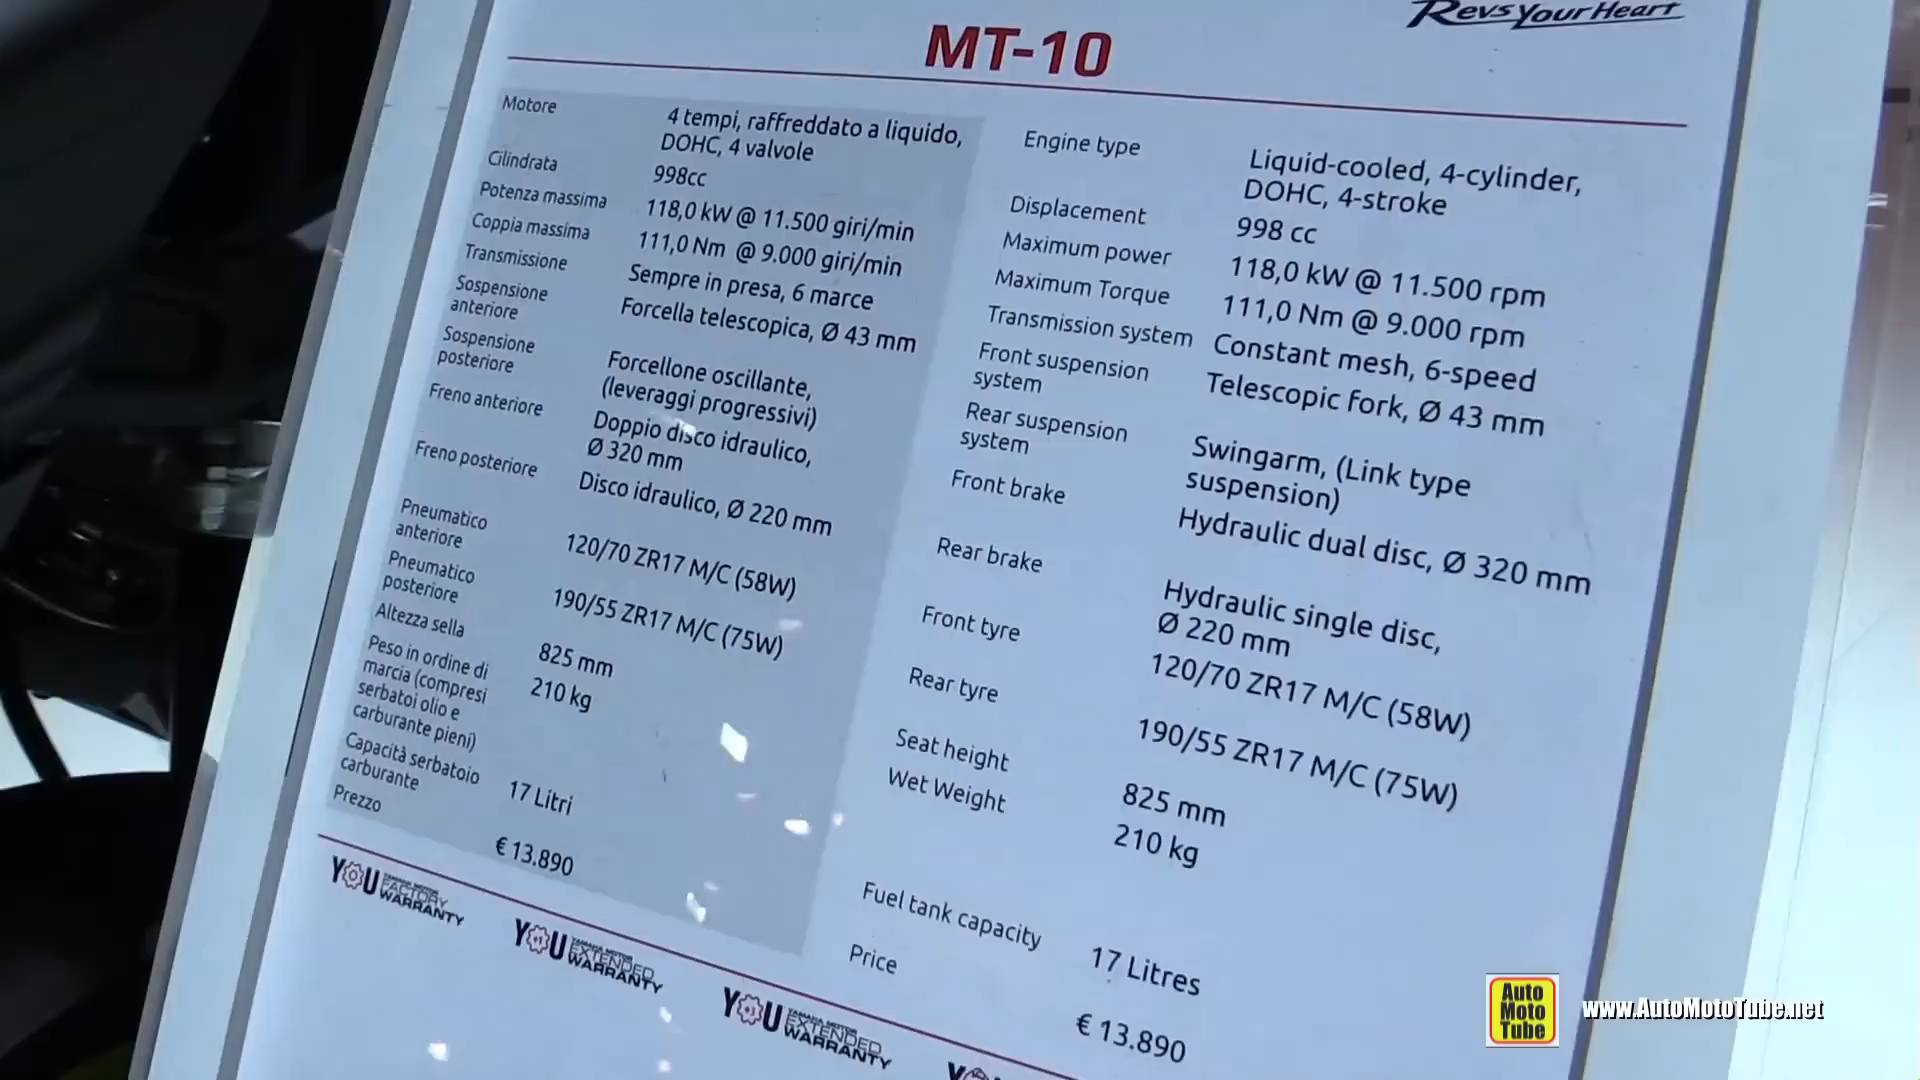 Revs Your Heart
MT-10
Motore
4 tempi, raffreddato a liquido,
DOHC, 4 valvole
Cilindrata
998cc
Potenza massima
118,0 kW @ 11.500 giri/min
Coppia massima
111,0 Nm @ 9.000 giri/min
Transmissione
Sempre in presa, 6 marce
Sospensione
anteriore
Forcella telescopica, Ø 43 mm
Sospensione
posteriore
Forcellone oscillante,
(leveraggi progressivi)
Freno anteriore
Doppio disco idraulico,
Ø 320 mm
Freno posteriore
Disco idraulico, Ø 220 mm
Pneumatico
anteriore
120/70 ZR17 M/C (58W)
Pneumatico
posteriore
190/55 ZR17 M/C (75W)
Altezza sella
825 mm
Peso in ordine di
marcia (compresi
serbatoi olio e
carburante pieni)
210 kg
Capacità serbatoio
carburante
17 Litri
Prezzo
€ 13.890
Engine type
Liquid-cooled, 4-cylinder,
DOHC, 4-stroke
Displacement
998 cc
Maximum power
118,0 kW @ 11.500 rpm
Maximum Torque
111,0 Nm @ 9.000 rpm
Transmission system
Constant mesh, 6-speed
Front suspension
system
Telescopic fork, Ø 43 mm
Rear suspension
system
Swingarm, (Link type
suspension)
Front brake
Hydraulic dual disc, Ø 320 mm
Rear brake
Hydraulic single disc,
Ø 220 mm
Front tyre
120/70 ZR17 M/C (58W)
Rear tyre
190/55 ZR17 M/C (75W)
Seat height
825 mm
Wet Weight
210 kg
Fuel tank capacity
17 Litres
Price
€ 13.890
YOU
YAMAHA MOTOR
FACTORY
WARRANTY
YOU
YAMAHA MOTOR
EXTENDED
WARRANTY
YOU
YAMAHA MOTOR
EXTENDED
WARRANTY
Auto
Moto
Tube
www.AutoMotoTube.net